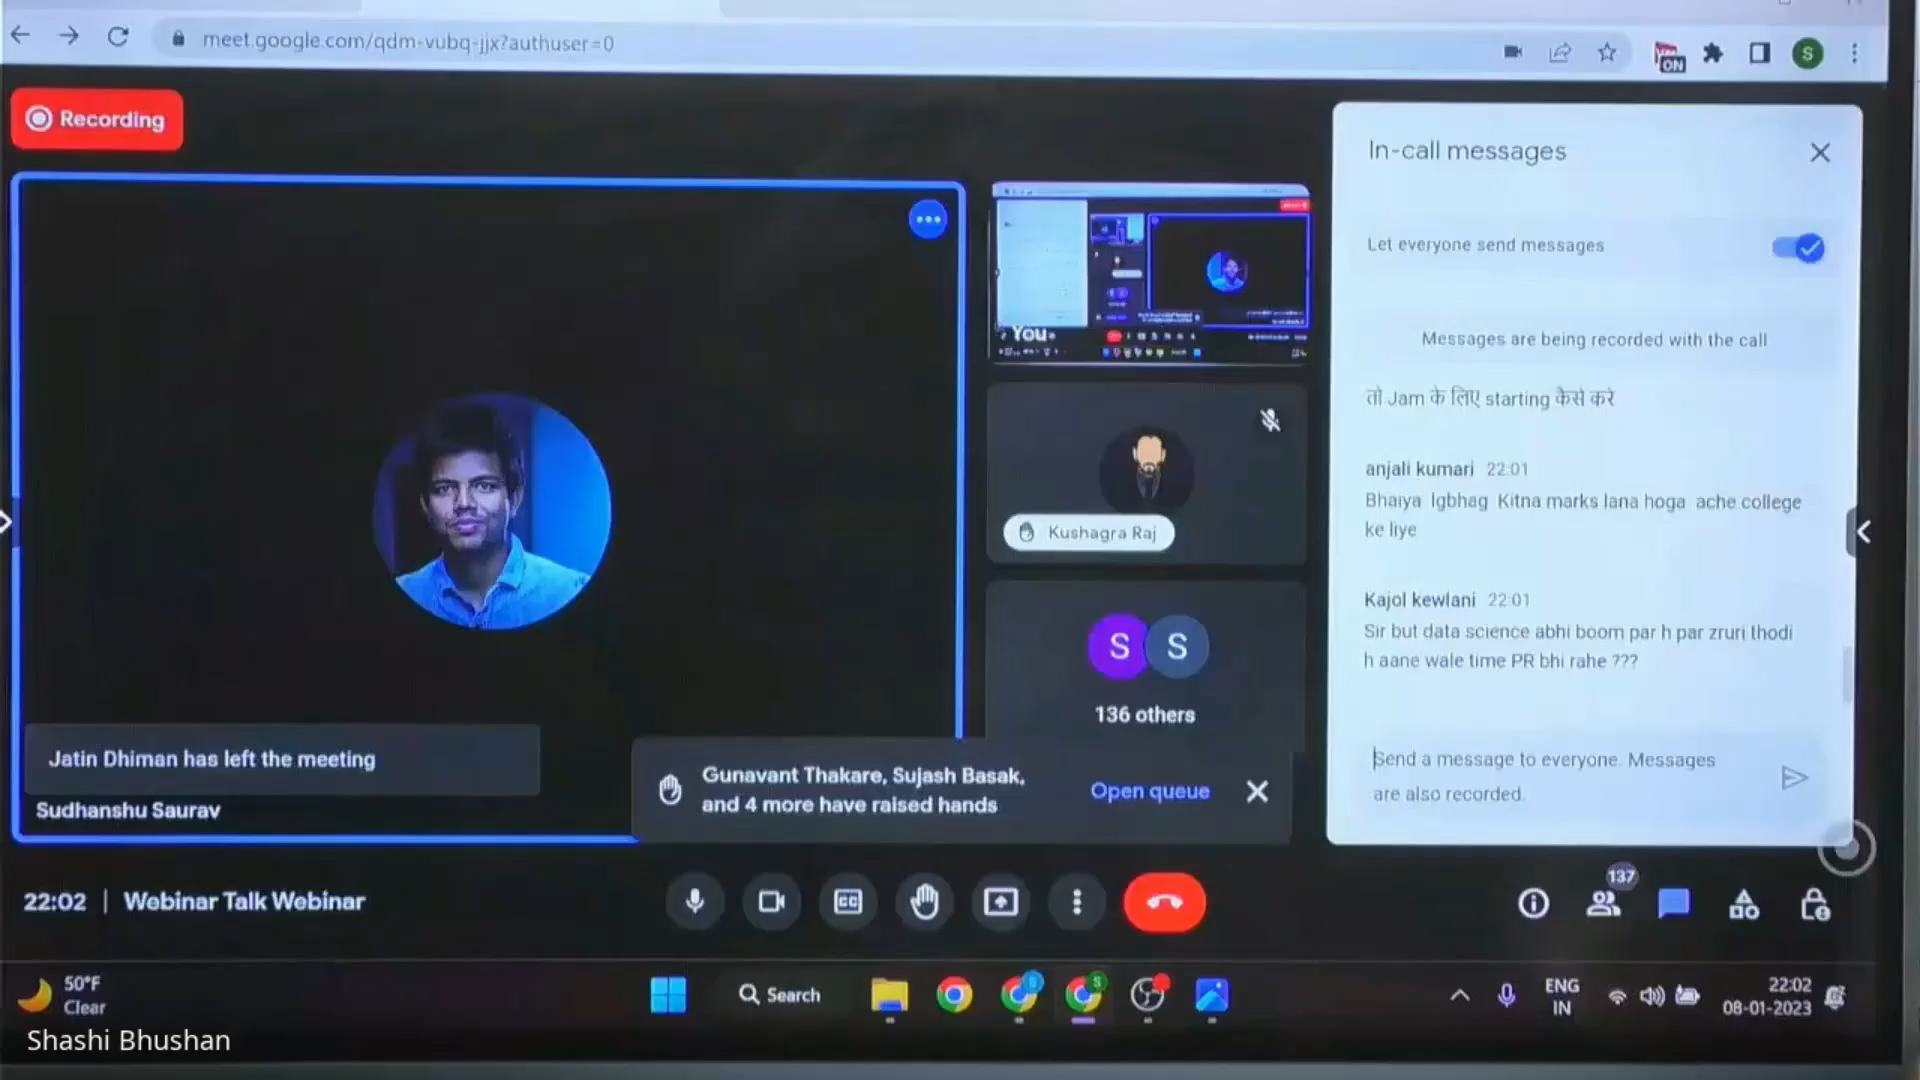 meet.google.com/qdm-vubq-jjx?authuser=0
ON
S
Recording
In-call messages
Let everyone send messages
Messages are being recorded with the call
तो Jam के लिए starting कैसे करे
anjali kumari 22:01
Bhaiya lgbhag Kitna marks lana hoga ache college
ke liye
Kajol kewlani 22:01
Sir but data science abhi boom par h par zruri thodi
h aane wale time PR bhi rahe ???
Send a message to everyone. Messages
are also recorded.
You
Kushagra Raj
S S
136 others
Jatin Dhiman has left the meeting
Sudhanshu Saurav
Gunavant Thakare, Sujash Basak,
and 4 more have raised hands
Open queue
22:02 | Webinar Talk Webinar
CC
137
50°F
Clear
Search
S
ENG
IN
22:02
08-01-2023
Shashi Bhushan